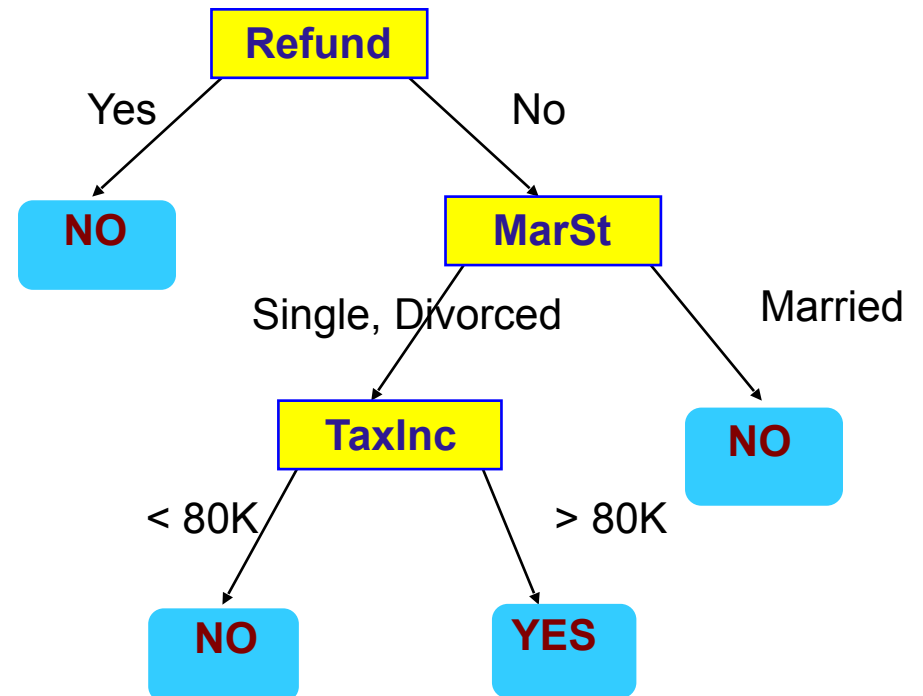 Refund
Yes
No
NO
MarSt
Single, Divorced
Married
TaxInc
NO
< 80K
> 80K
NO
YES